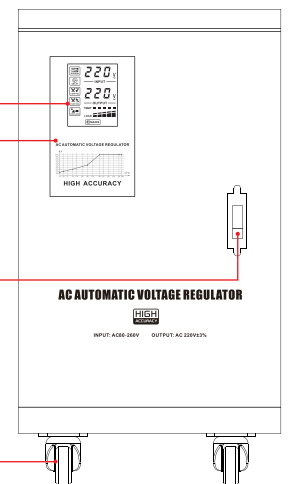 220 V
INPUT
220 V
OUTPUT
AC AUTOMATIC VOLTAGE REGULATOR
HIGH ACCURACY
AC AUTOMATIC VOLTAGE REGULATOR
HIGH
ACCURACY
INPUT: AC80-260V OUTPUT: AC 220V±3%